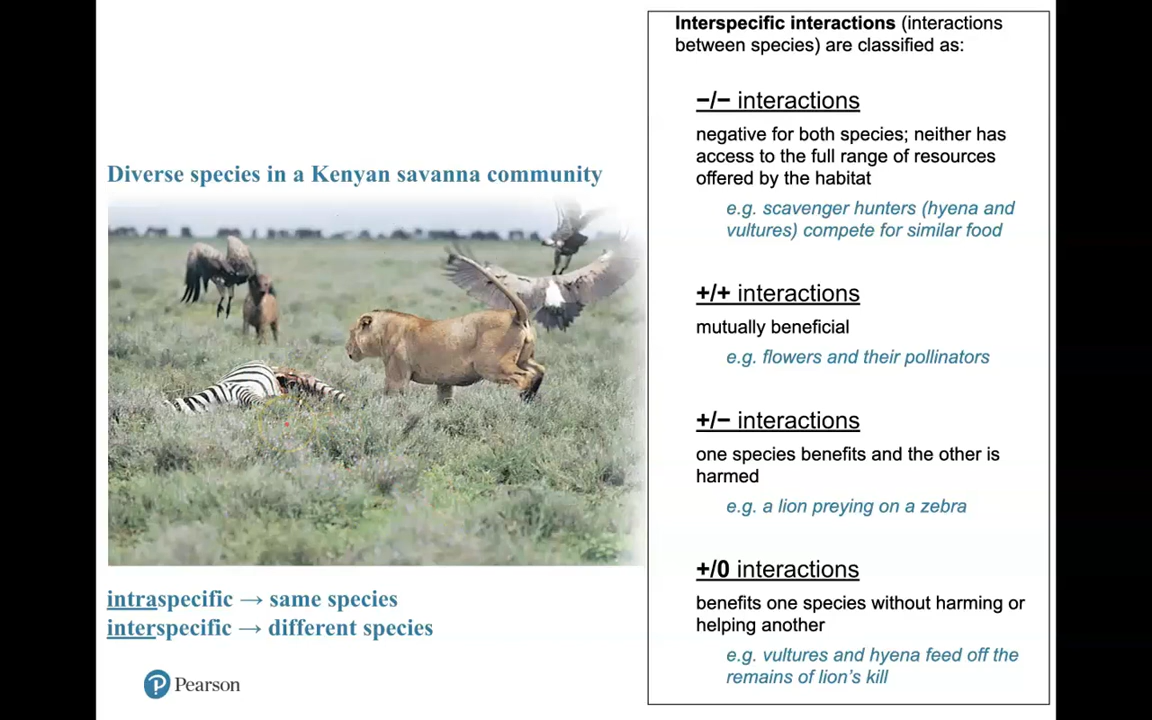 Diverse species in a Kenyan savanna community
intraspecific → same species
interspecific → different species
Pearson
Interspecific interactions (interactions
between species) are classified as:
−/− interactions
negative for both species; neither has
access to the full range of resources
offered by the habitat
e.g. scavenger hunters (hyena and
vultures) compete for similar food
+/+ interactions
mutually beneficial
e.g. flowers and their pollinators
+/− interactions
one species benefits and the other is
harmed
e.g. a lion preying on a zebra
+/0 interactions
benefits one species without harming or
helping another
e.g. vultures and hyena feed off the
remains of lion's kill